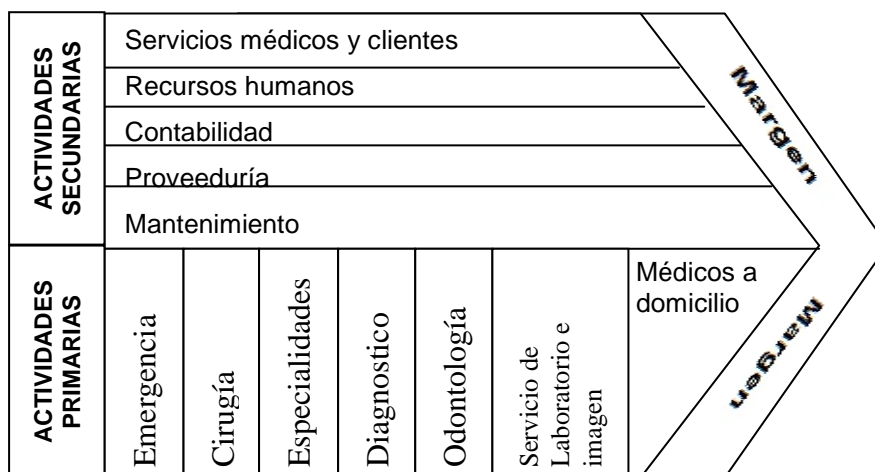 ACTIVIDADES
SECUNDARIAS
Servicios médicos y clientes
Recursos humanos
Contabilidad
Proveeduría
Mantenimiento
Margen
ACTIVIDADES
PRIMARIAS
Emergencia
Cirugía
Especialidades
Diagnostico
Odontología
Servicio de
Laboratorio e
imagen
Médicos a
domicilio
Margen